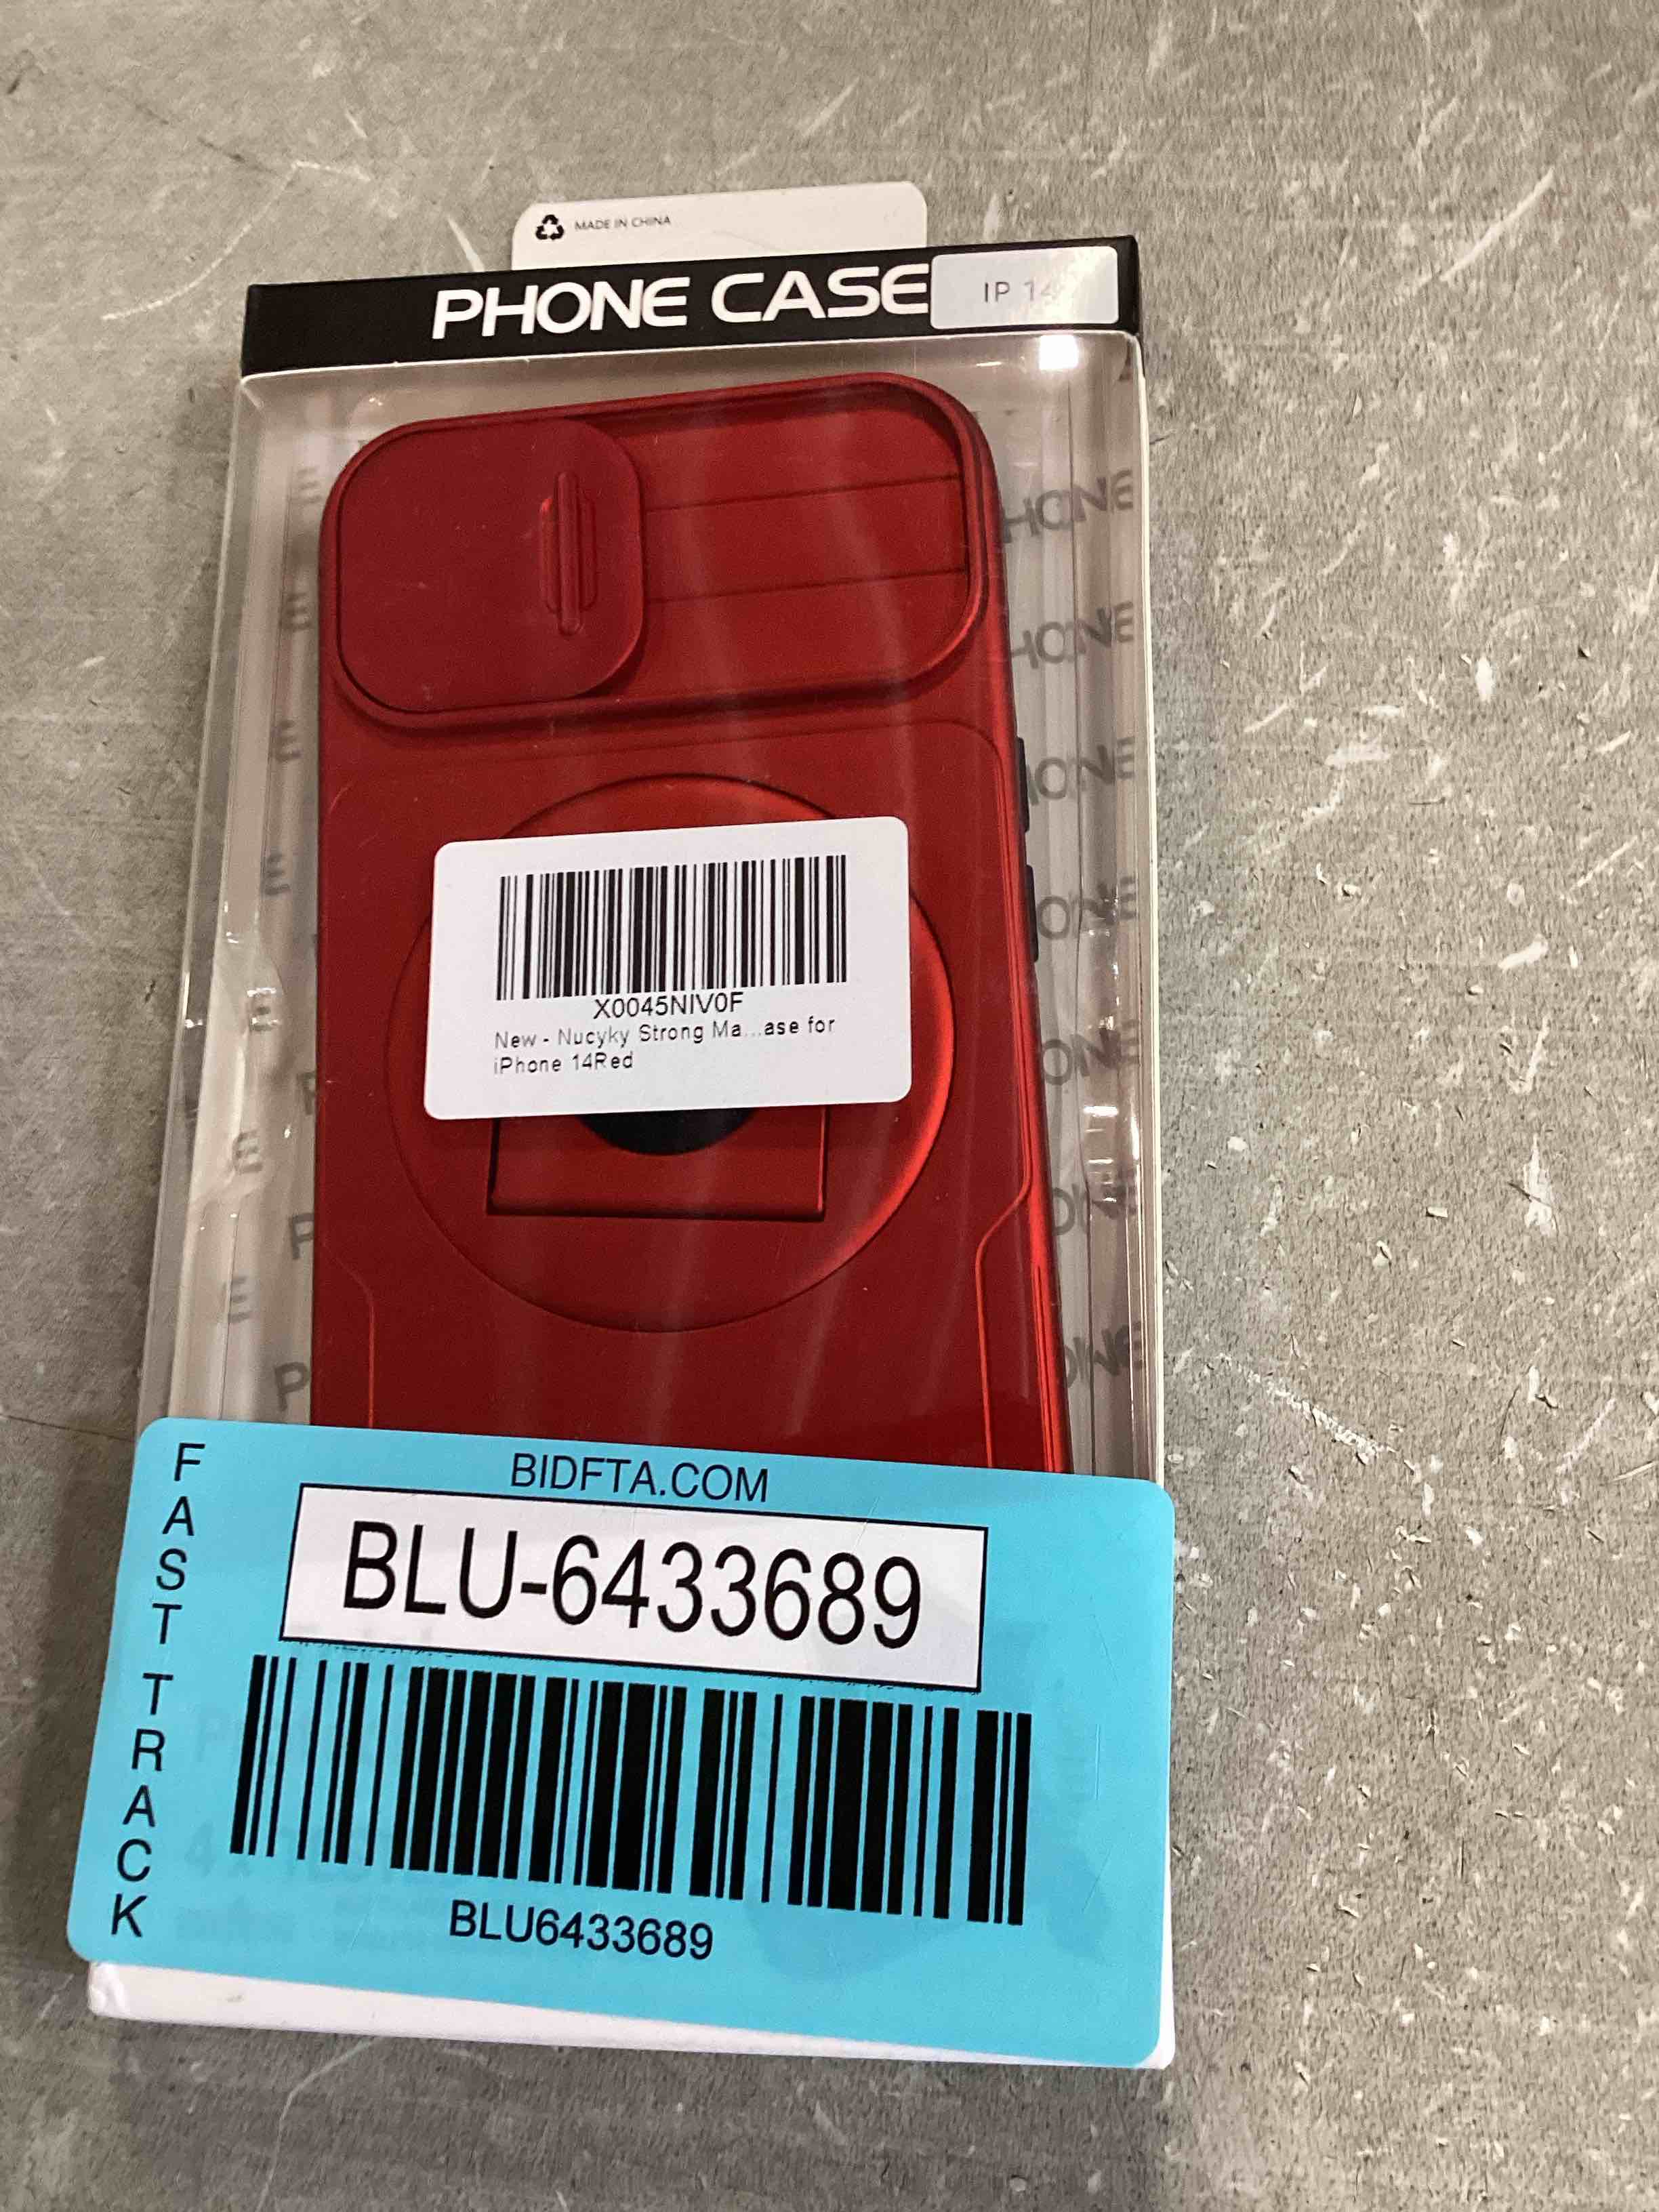 MADE IN CHINA
PHONE CASE
IP 14
X0045NIV0F
New - Nucyky Strong Ma...ase for
iPhone 14Red
BIDFTA.COM
FAST TRACK
BLU-6433689
BLU6433689